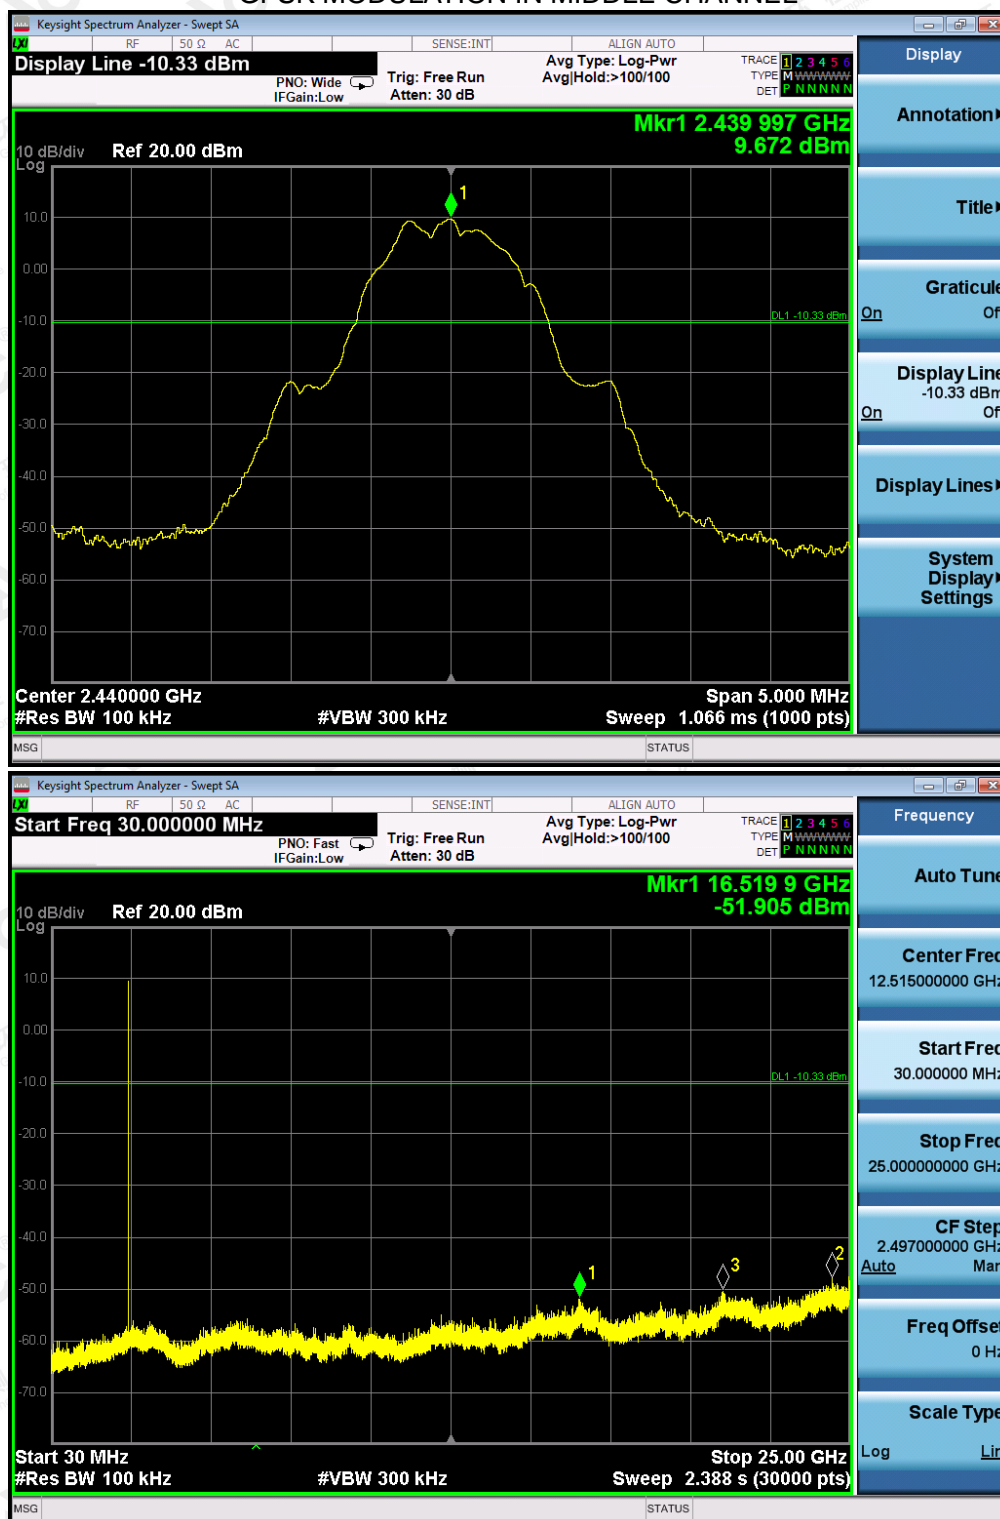 Keysight Spectrum Analyzer - Swept SA
LXI RF 50 Ω AC SENSE:INT ALIGN AUTO
Display Line -10.33 dBm
PNO: Wide
IFGain:Low
Trig: Free Run
Atten: 30 dB
Avg Type: Log-Pwr
Avg|Hold:>100/100
TRACE 1 2 3 4 5 6
TYPE M WWWWW
DET P N N N N N
Mkr1 2.439 997 GHz
9.672 dBm
10 dB/div Ref 20.00 dBm
Log
1
10.0
0.00
-10.0
DL1 -10.33 dBm
-20.0
-30.0
-40.0
-50.0
-60.0
-70.0
Center 2.440000 GHz Span 5.000 MHz
#Res BW 100 kHz #VBW 300 kHz Sweep 1.066 ms (1000 pts)
MSG STATUS
Display
Annotation
Title
Graticule
On Of
Display Line
-10.33 dBm
On Of
Display Lines
System
Display
Settings
Keysight Spectrum Analyzer - Swept SA
LXI RF 50 Ω AC SENSE:INT ALIGN AUTO
Start Freq 30.000000 MHz
PNO: Fast
IFGain:Low
Trig: Free Run
Atten: 30 dB
Avg Type: Log-Pwr
Avg|Hold:>100/100
TRACE 1 2 3 4 5 6
TYPE M WWWWW
DET P N N N N N
Mkr1 16.519 9 GHz
-51.905 dBm
10 dB/div Ref 20.00 dBm
Log
10.0
0.00
-10.0
DL1 -10.33 dBm
-20.0
-30.0
-40.0
2
3
1
-50.0
-60.0
-70.0
Start 30 MHz Stop 25.00 GHz
#Res BW 100 kHz #VBW 300 kHz Sweep 2.388 s (30000 pts)
MSG STATUS
Frequency
Auto Tune
Center Freq
12.515000000 GHz
Start Freq
30.000000 MHz
Stop Freq
25.000000000 GHz
CF Step
2.497000000 GHz
Auto Man
Freq Offset
0 Hz
Scale Type
Log Lin